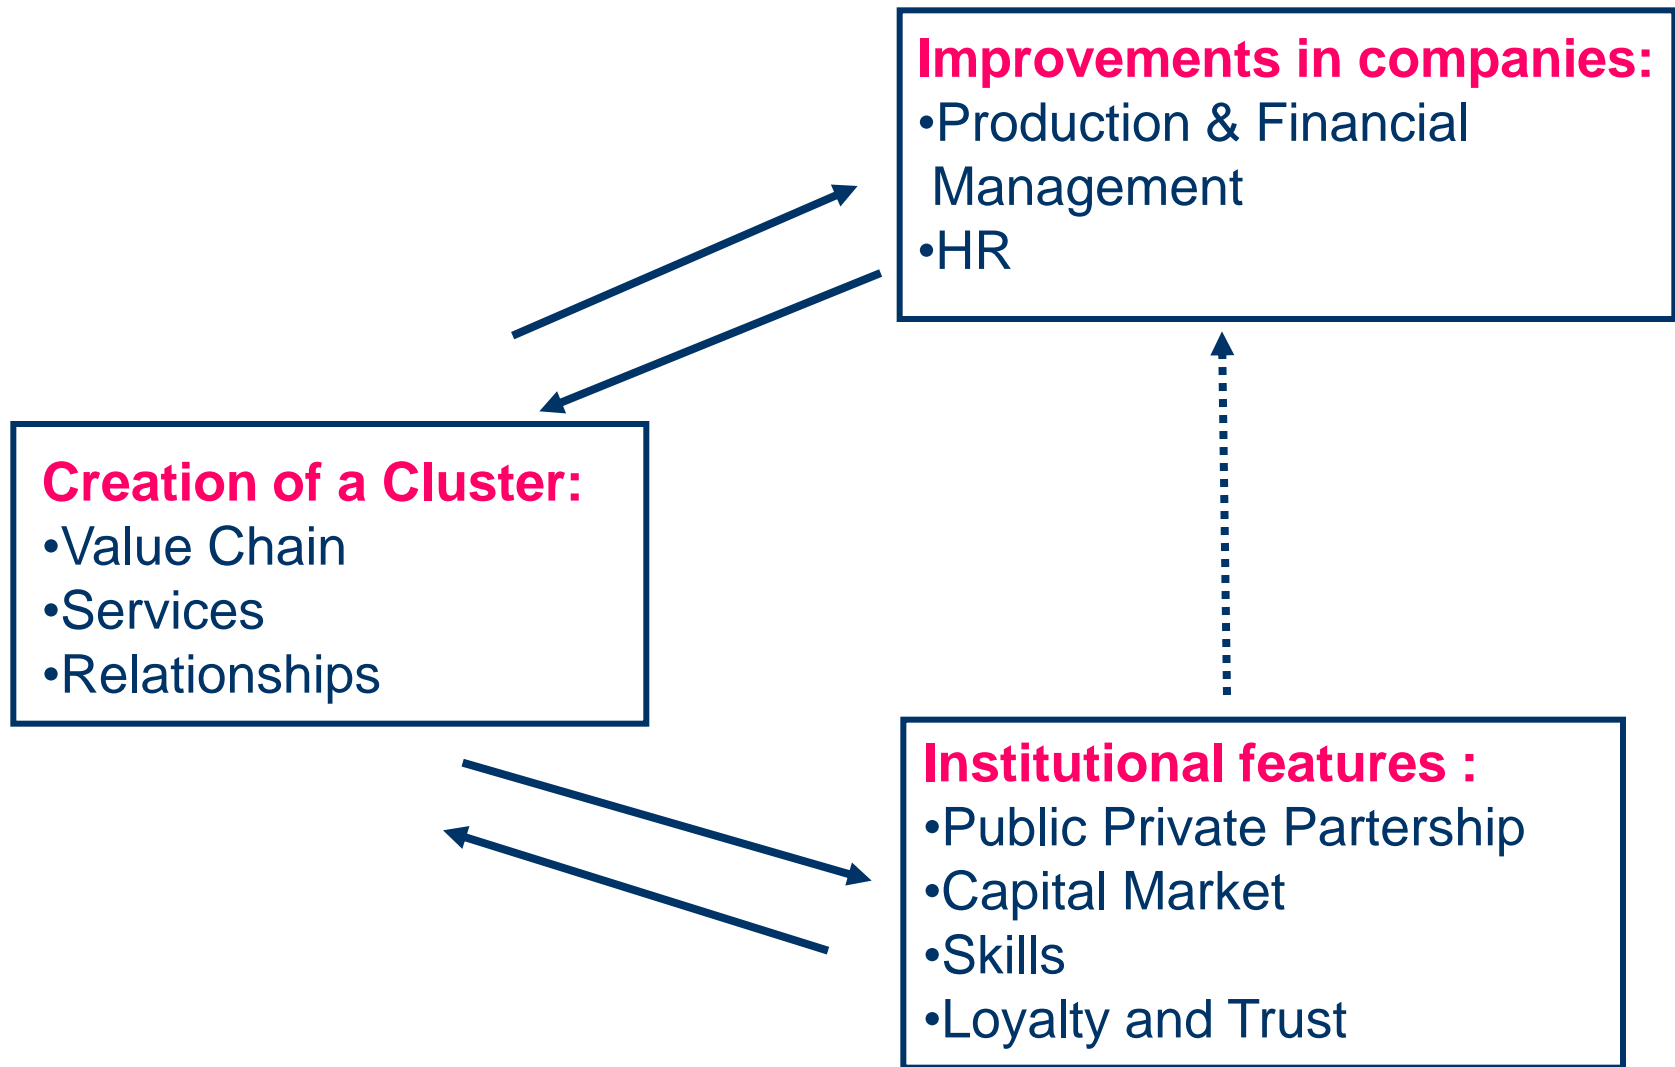 Improvements in companies:
•Production & Financial
Management
•HR
Creation of a Cluster:
•Value Chain
•Services
•Relationships
Institutional features :
•Public Private Partership
•Capital Market
•Skills
•Loyalty and Trust